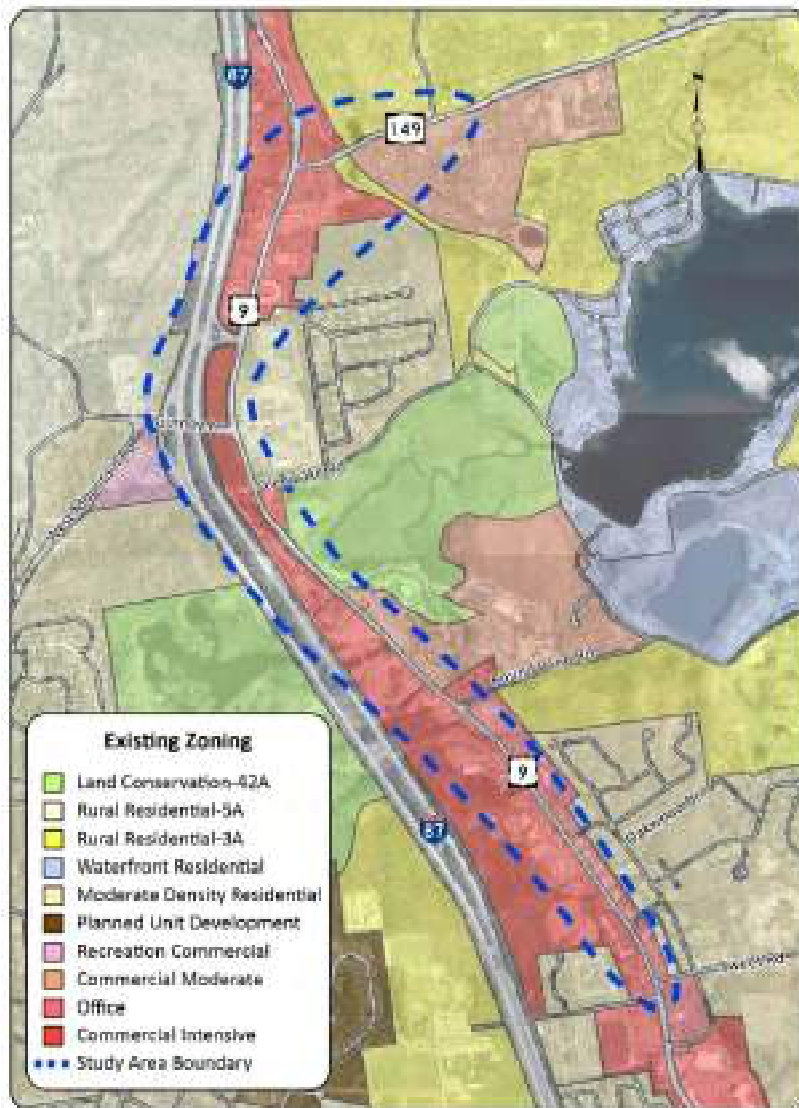 87
149
9
9
87
Existing Zoning
Land Conservation-42A
Rural Residential-5A
Rural Residential-3A
Waterfront Residential
Moderate Density Residential
Planned Unit Development
Recreation Commercial
Commercial Moderate
Office
Commercial Intensive
Study Area Boundary